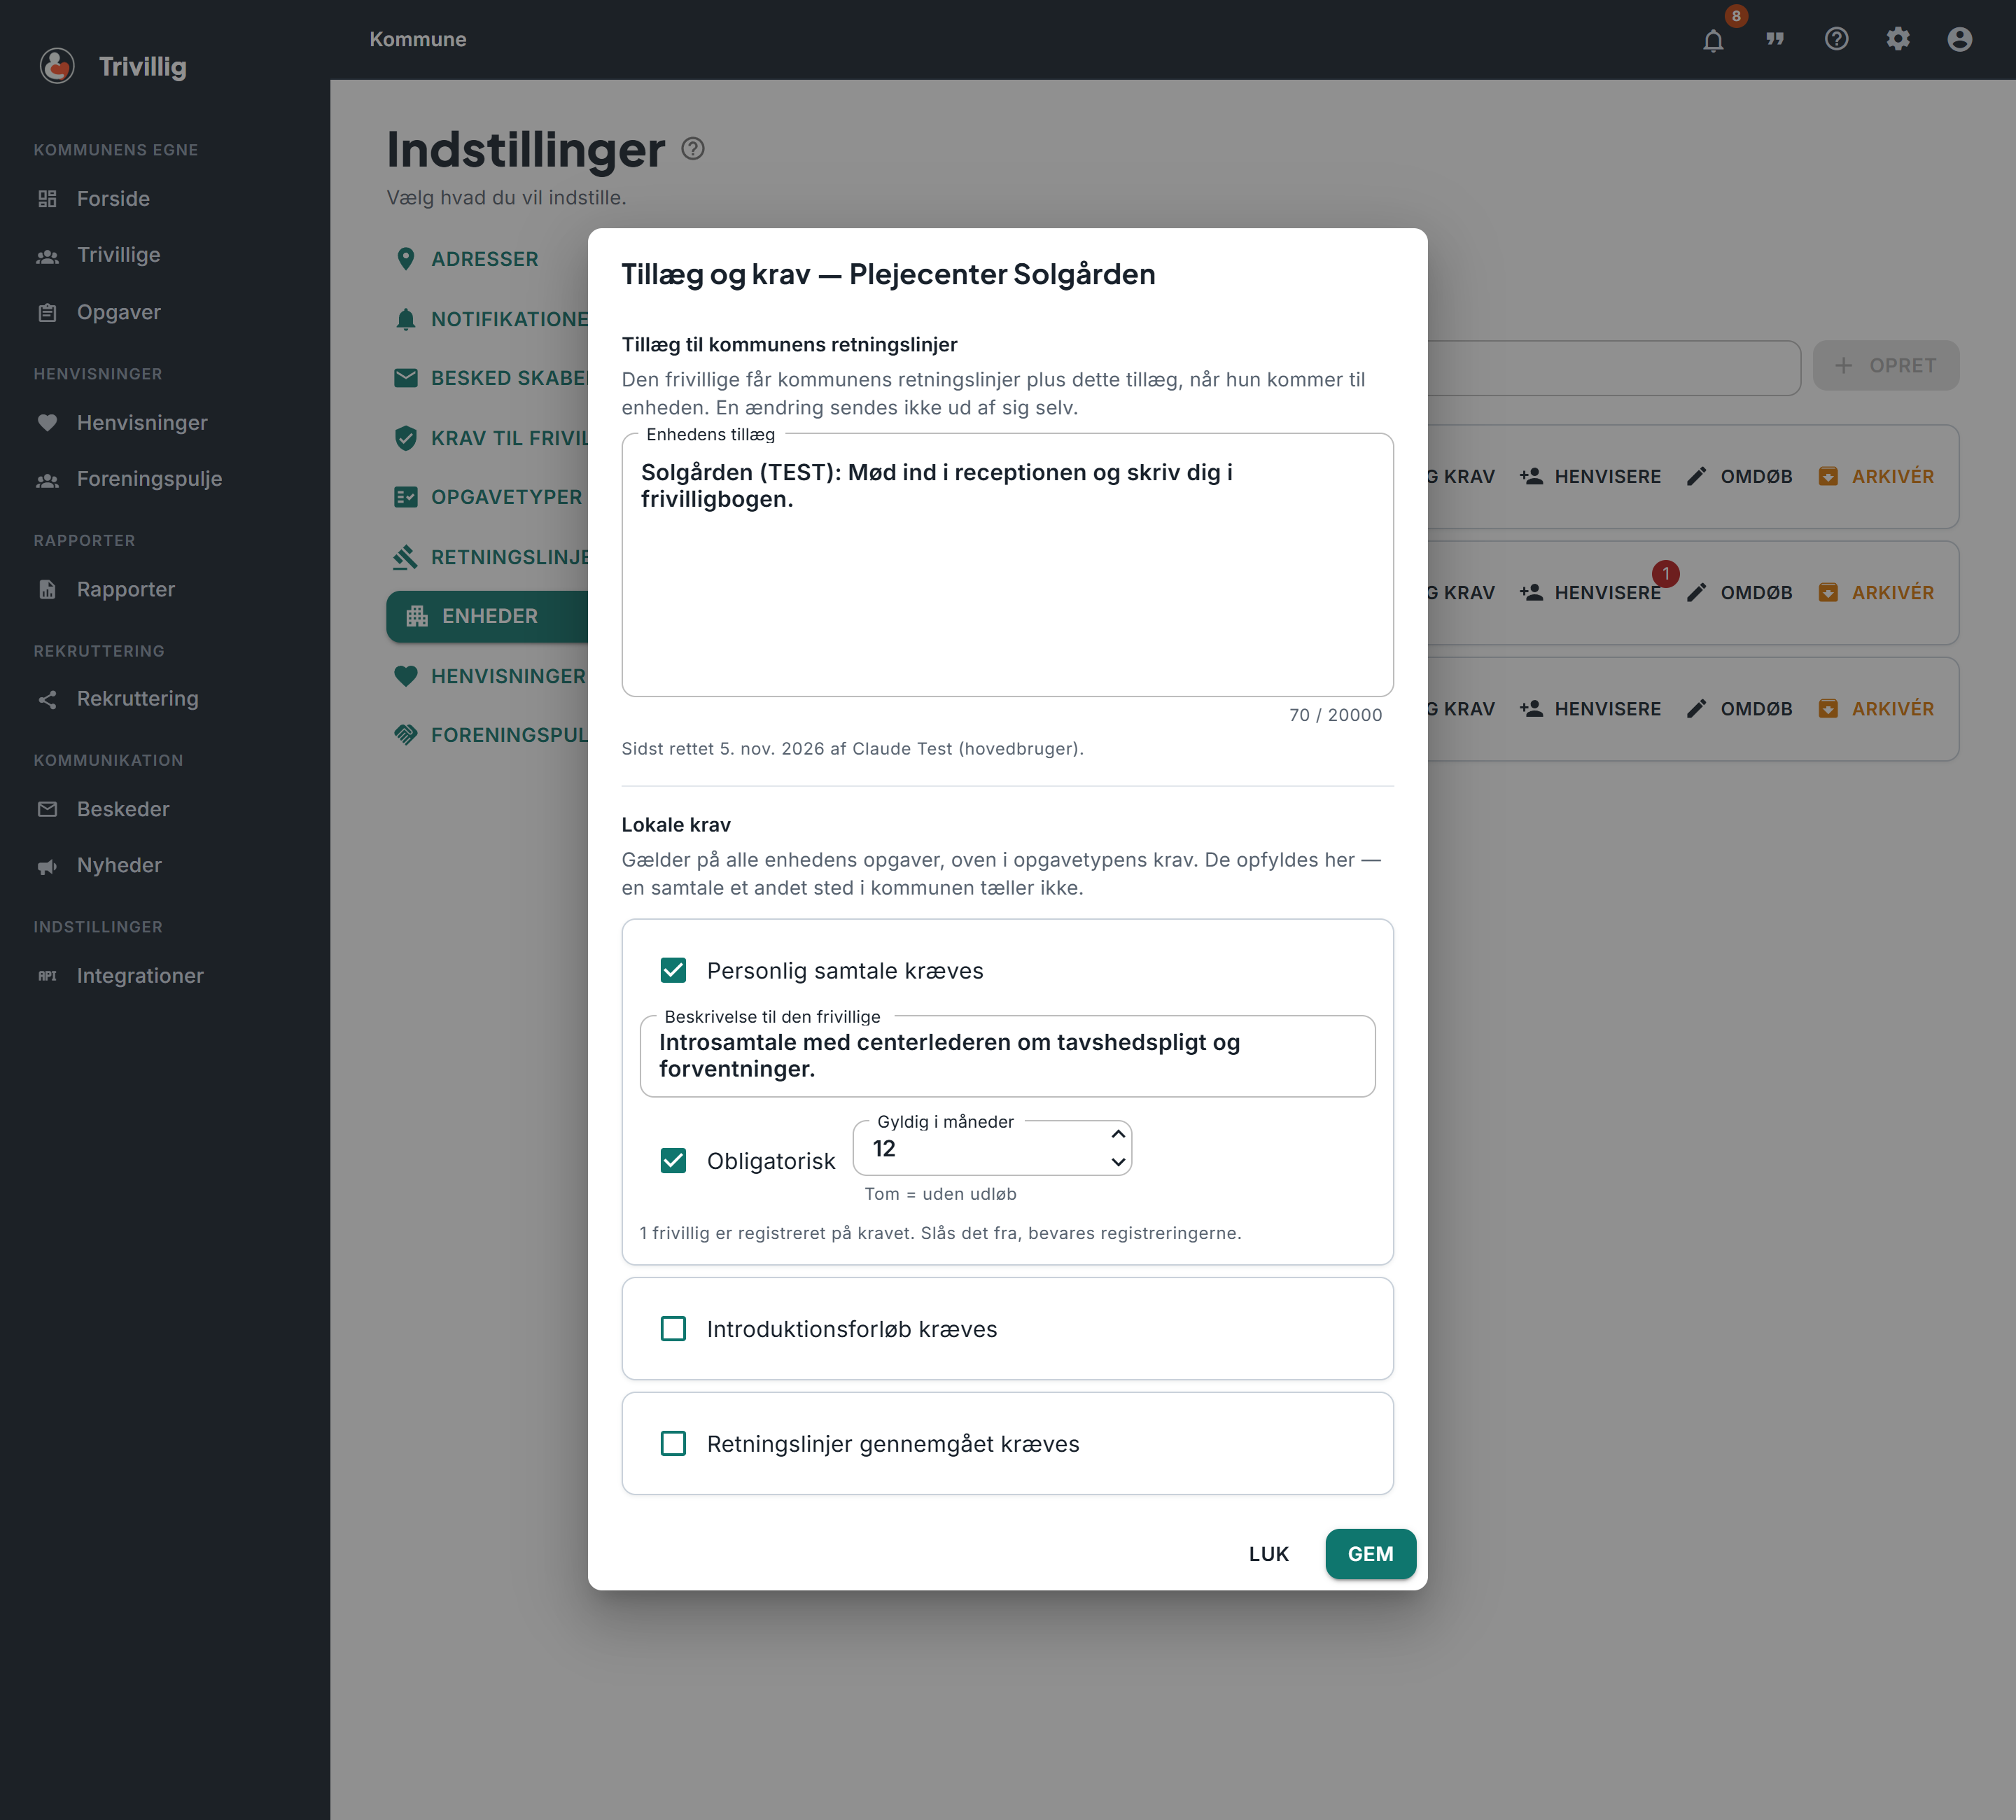 Trivillig
Kommune
8
KOMMUNENS EGNE
Forside
Trivillige
Opgaver
HENVISNINGER
Henvisninger
Foreningspulje
RAPPORTER
Rapporter
REKRUTTERING
Rekruttering
KOMMUNIKATION
Beskeder
Nyheder
INDSTILLINGER
API Integrationer
Indstillinger
Vælg hvad du vil indstille.
ADRESSER
NOTIFIKATIONE
BESKED SKABE
KRAV TIL FRIVIL
OPGAVETYPER
RETNINGSLINJE
ENHEDER
HENVISNINGER
FORENINGSPUL
OPRET
G KRAV HENVISERE OMDØB ARKIVÉR
G KRAV HENVISERE 1 OMDØB ARKIVÉR
G KRAV HENVISERE OMDØB ARKIVÉR
Tillæg og krav — Plejecenter Solgården
Tillæg til kommunens retningslinjer
Den frivillige får kommunens retningslinjer plus dette tillæg, når hun kommer til
enheden. En ændring sendes ikke ud af sig selv.
Enhedens tillæg
Solgården (TEST): Mød ind i receptionen og skriv dig i
frivilligbogen.
70 / 20000
Sidst rettet 5. nov. 2026 af Claude Test (hovedbruger).
Lokale krav
Gælder på alle enhedens opgaver, oven i opgavetypens krav. De opfyldes her —
en samtale et andet sted i kommunen tæller ikke.
Personlig samtale kræves
Beskrivelse til den frivillige
Introsamtale med centerlederen om tavshedspligt og
forventninger.
Obligatorisk
Gyldig i måneder
12
Tom = uden udløb
1 frivillig er registreret på kravet. Slås det fra, bevares registreringerne.
Introduktionsforløb kræves
Retningslinjer gennemgået kræves
LUK
GEM